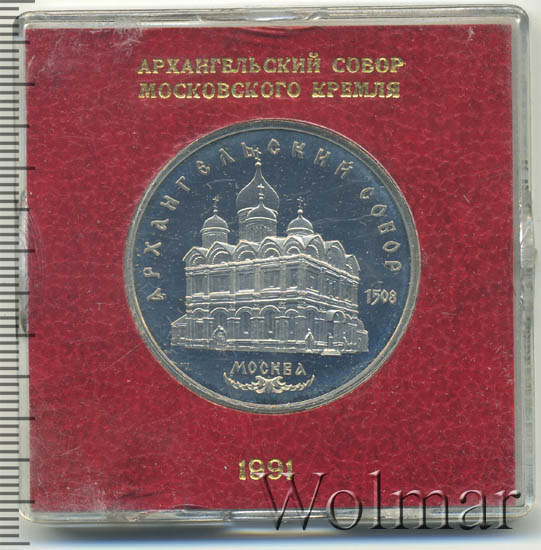 АРХАНГЕЛЬСКИЙ СОБОР
МОСКОВСКОГО КРЕМЛЯ
АРХАНГЕЛЬСКИЙ СОБОР
1508
МОСКВА
1991
Wolmar